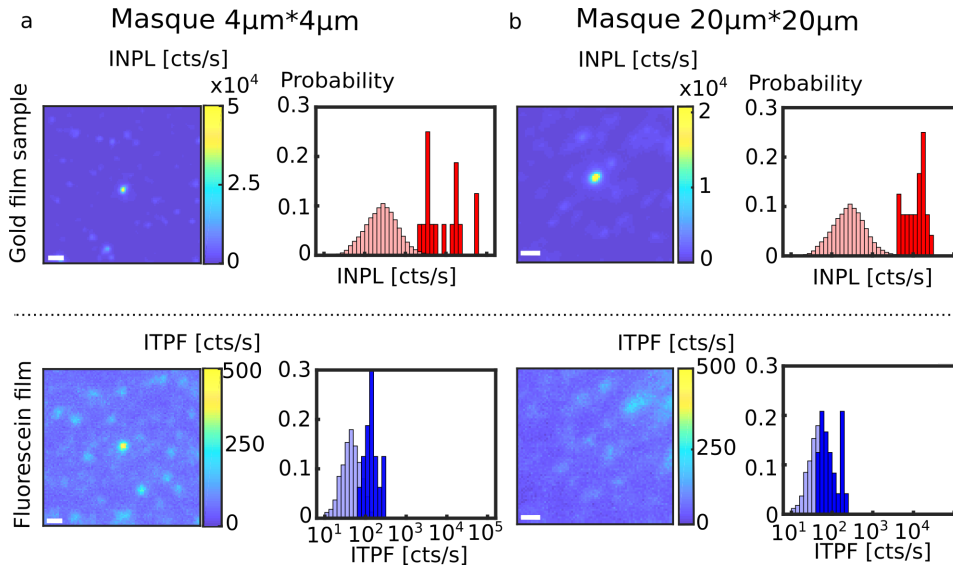 a
Masque 4μm*4μm
b
Masque 20μm*20μm
Gold film sample
INPL [cts/s]
x10⁴
5
2.5
0
Probability
0.3
0.2
0.1
0
INPL [cts/s]
INPL [cts/s]
x10⁴
2
1
0
Probability
0.3
0.2
0.1
0
INPL [cts/s]
Fluorescein film
ITPF [cts/s]
500
250
0
0.3
0.2
0.1
0
10¹ 10² 10³ 10⁴ 10⁵
ITPF [cts/s]
ITPF [cts/s]
500
250
0
0.3
0.2
0.1
0
10¹ 10² 10³ 10⁴
ITPF [cts/s]